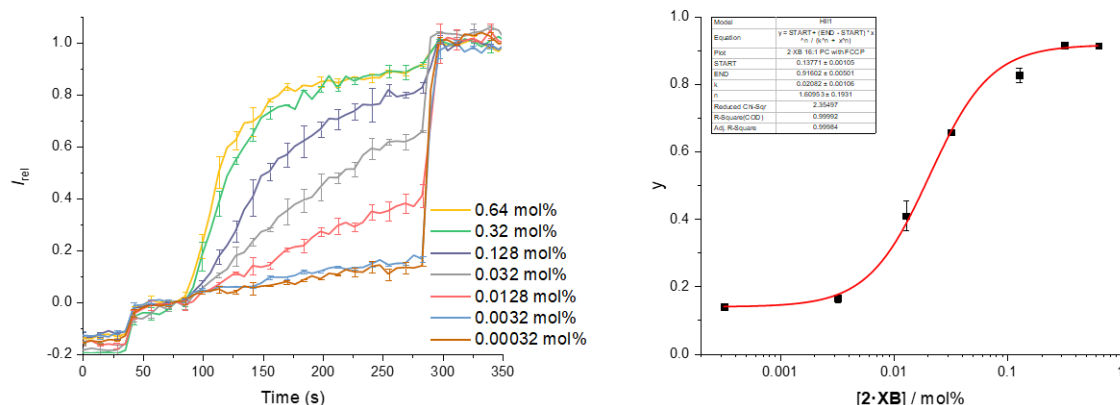 1.0
0.8
0.6
0.4
0.2
0.0
-0.2
I_rel
0 50 100 150 200 250 300 350
Time (s)
0.64 mol%
0.32 mol%
0.128 mol%
0.032 mol%
0.0128 mol%
0.0032 mol%
0.00032 mol%
Model Hill1
Equation y = START + (END - START) * x
^n / (k^n + x^n)
Plot 2 XB 16:1 PC with FCCP
START 0.13771 ± 0.00105
END 0.91602 ± 0.00501
k 0.02082 ± 0.00106
n 1.60953 ± 0.1931
Reduced Chi-Sqr 2.35497
R-Square(COD) 0.99992
Adj. R-Square 0.99984
1.0
0.8
0.6
0.4
0.2
0.0
y
0.001 0.01 0.1 1
[2·XB] / mol%